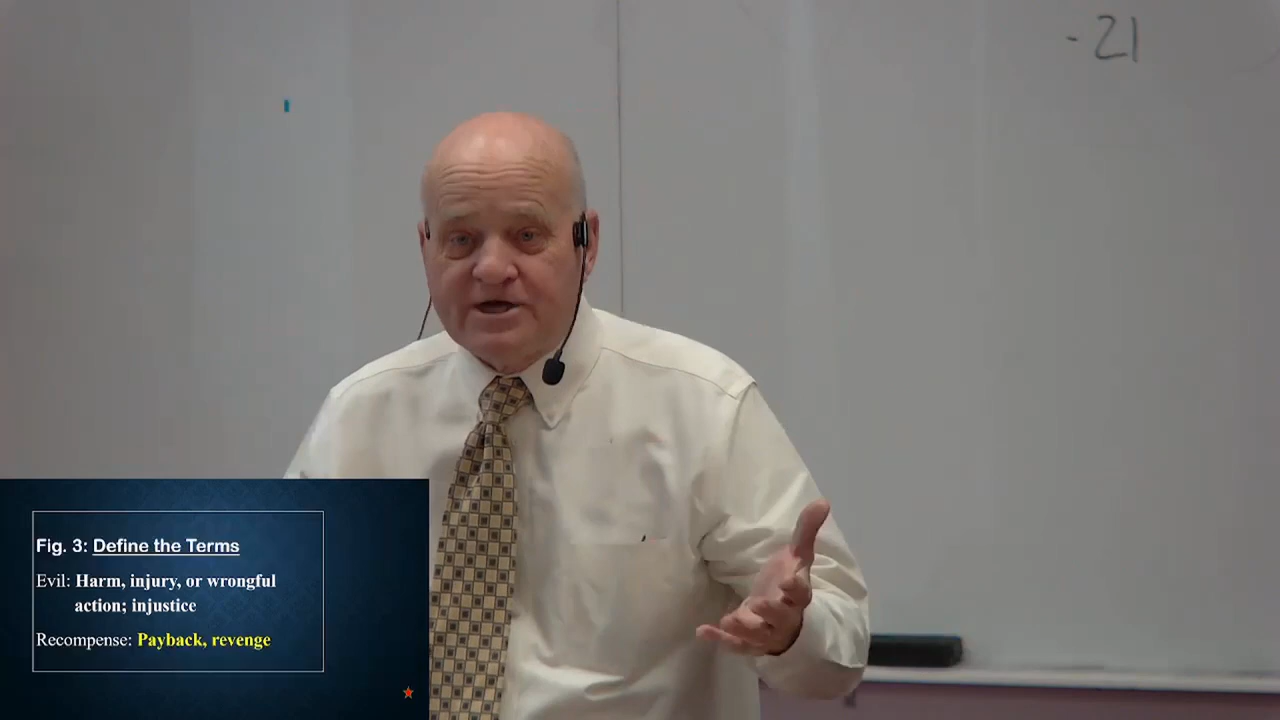 -21
Fig. 3: Define the Terms
Evil: Harm, injury, or wrongful
action; injustice
Recompense: Payback, revenge